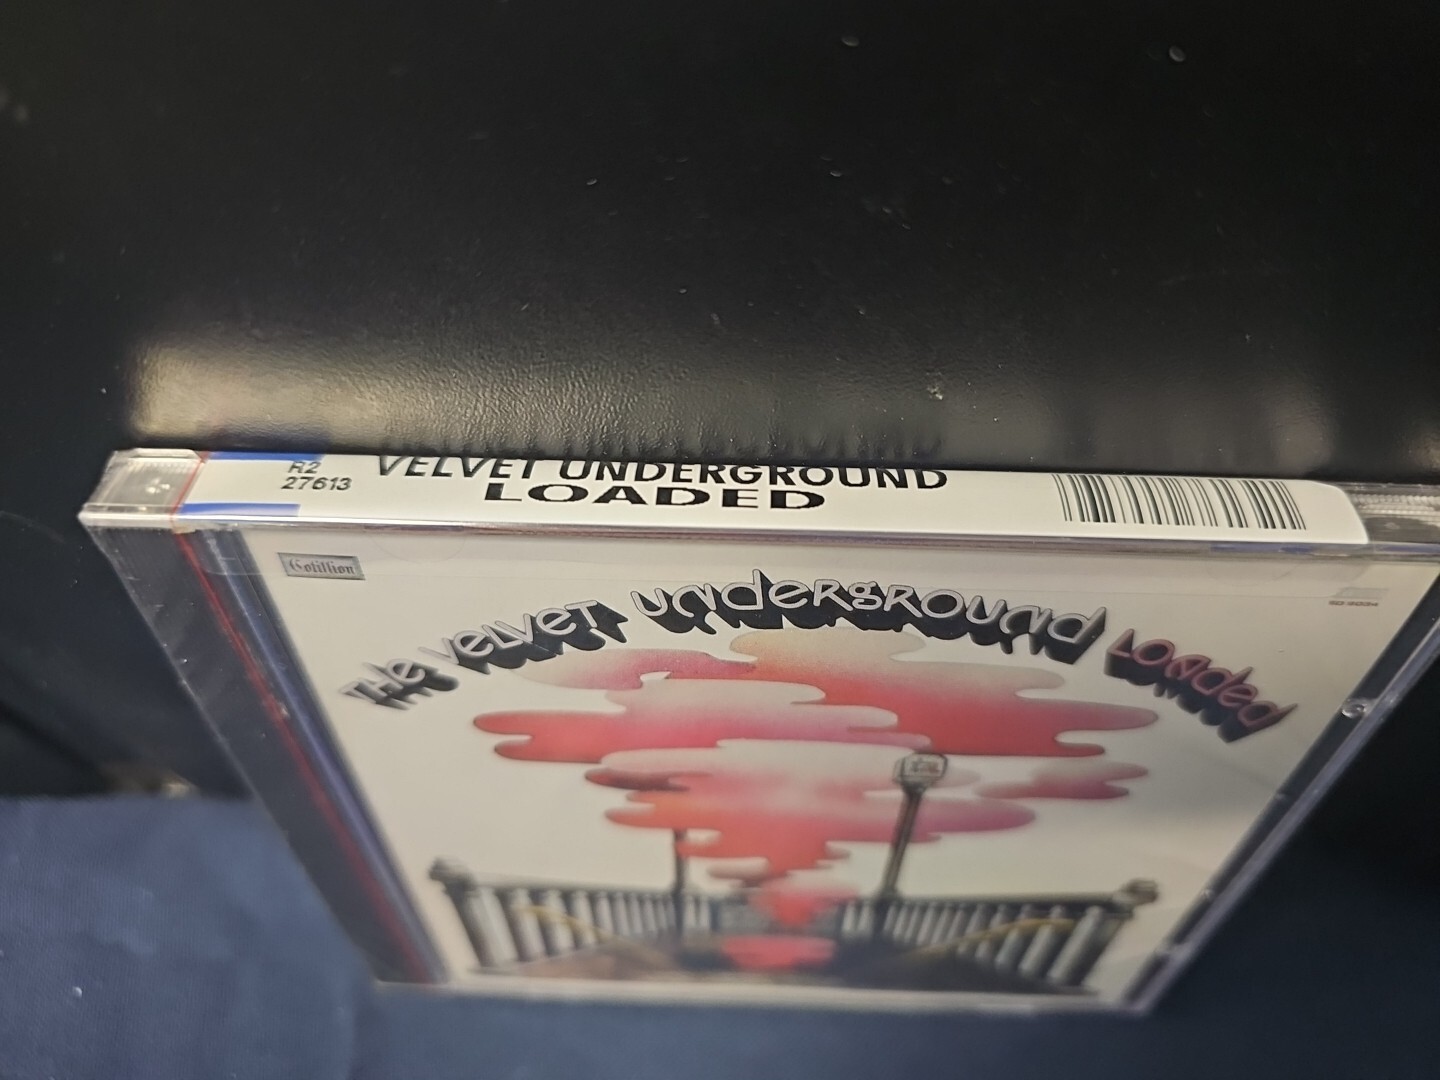 R2
27613
VELVET UNDERGROUND
LOADED
Cotillion
THE VELVET UNDERGROUND LOADED